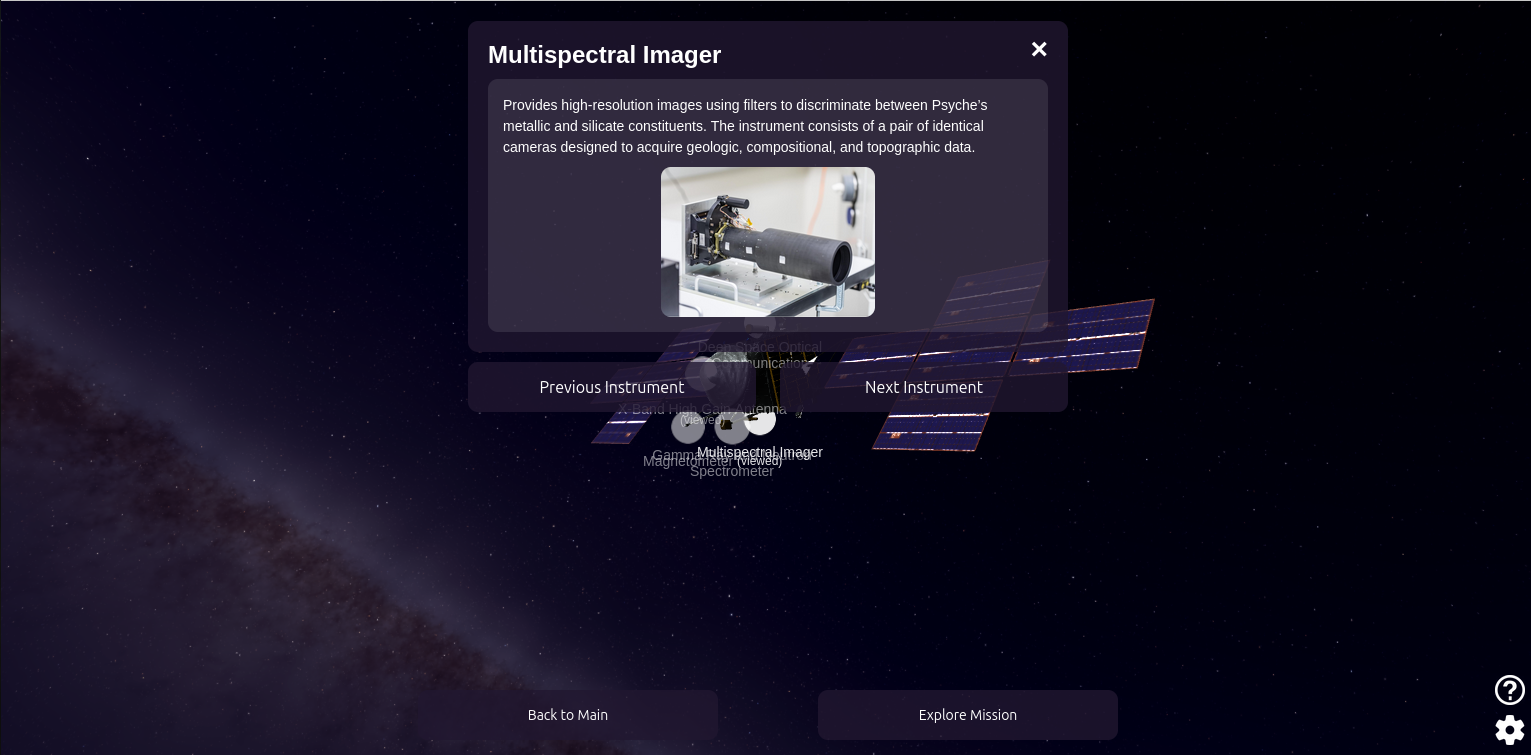 Multispectral Imager
Provides high-resolution images using filters to discriminate between Psyche’s
metallic and silicate constituents. The instrument consists of a pair of identical
cameras designed to acquire geologic, compositional, and topographic data.
Deep Space Optical
Communication
Previous Instrument
Next Instrument
X-Band High Gain Antenna
(viewed)
Multispectral Imager
(viewed)
Gamma Ray and Neutron
Spectrometer
Magnetometer
Back to Main
Explore Mission